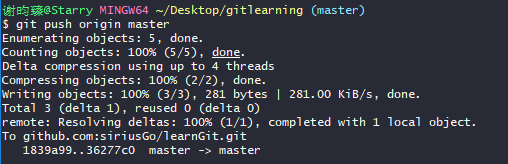 谢昀臻@Starry MINGW64 ~/Desktop/gitlearning (master)
$ git push origin master
Enumerating objects: 5, done.
Counting objects: 100% (5/5), done.
Delta compression using up to 4 threads
Compressing objects: 100% (2/2), done.
Writing objects: 100% (3/3), 281 bytes | 281.00 KiB/s, done.
Total 3 (delta 1), reused 0 (delta 0)
remote: Resolving deltas: 100% (1/1), completed with 1 local object.
To github.com:siriusGo/learnGit.git
   1839a99..36277c0  master -> master